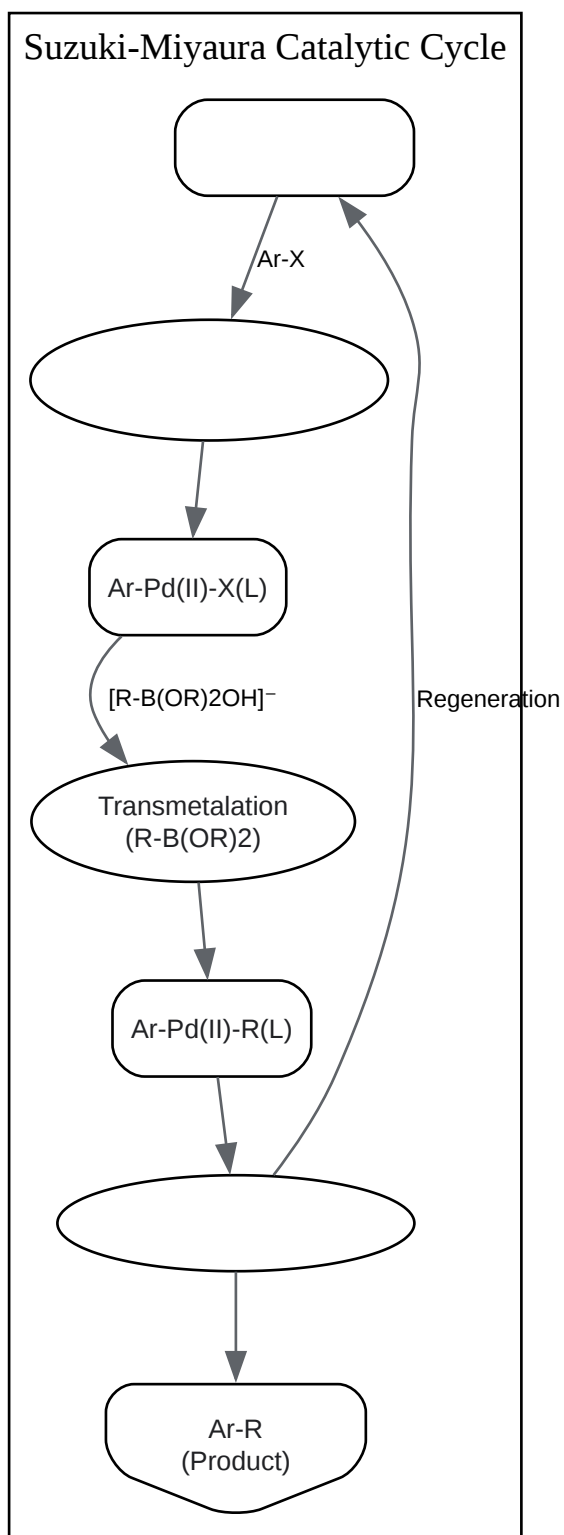 Suzuki-Miyaura Catalytic Cycle
Ar-X
Ar-Pd(II)-X(L)
[R-B(OR)2OH]⁻
Regeneration
Transmetalation
(R-B(OR)2)
Ar-Pd(II)-R(L)
Ar-R
(Product)